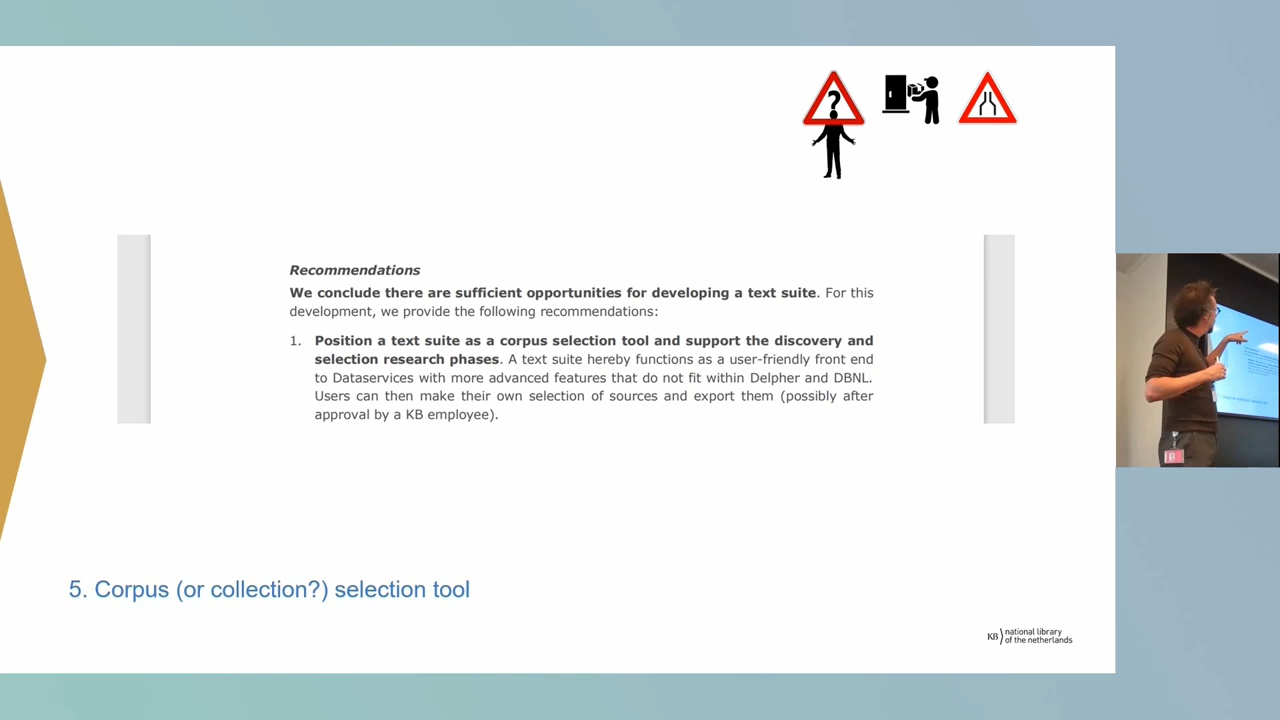 ?
Recommendations
We conclude there are sufficient opportunities for developing a text suite. For this
development, we provide the following recommendations:
1. Position a text suite as a corpus selection tool and support the discovery and
selection research phases. A text suite hereby functions as a user-friendly front end
to Dataservices with more advanced features that do not fit within Delpher and DBNL.
Users can then make their own selection of sources and export them (possibly after
approval by a KB employee).
5. Corpus (or collection?) selection tool
KB national library
of the netherlands